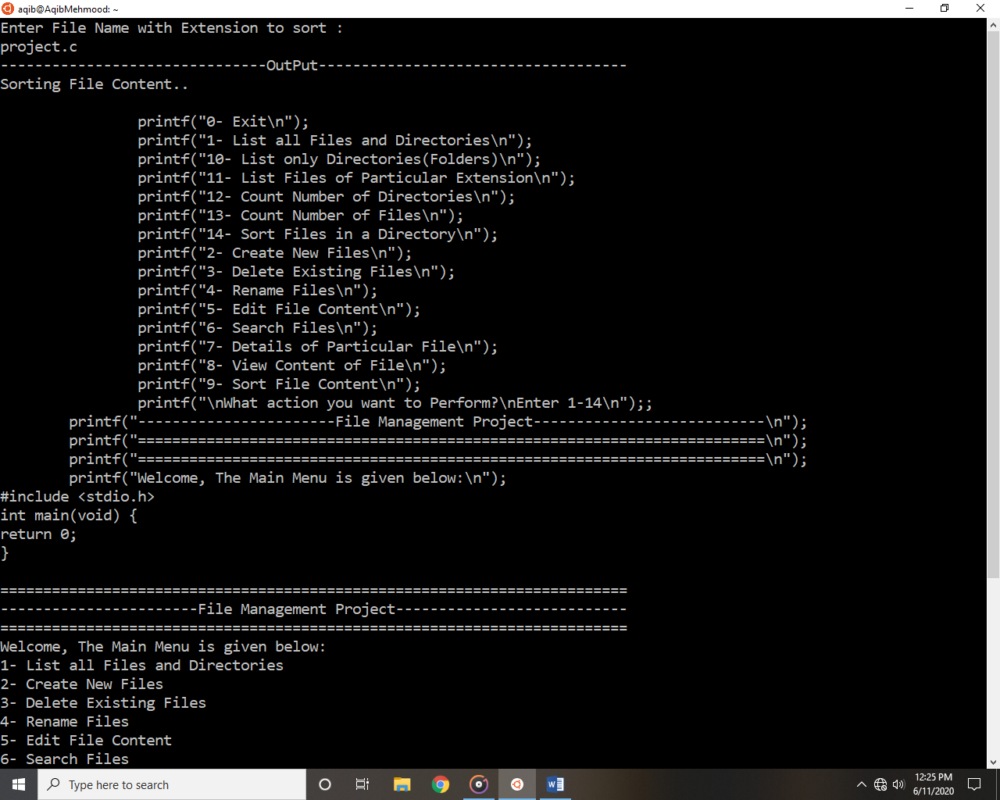 aqib@AqibMehmood: ~
Enter File Name with Extension to sort :
project.c
-------------------------------OutPut------------------------------------
Sorting File Content..
printf("0- Exit\n");
printf("1- List all Files and Directories\n");
printf("10- List only Directories(Folders)\n");
printf("11- List Files of Particular Extension\n");
printf("12- Count Number of Directories\n");
printf("13- Count Number of Files\n");
printf("14- Sort Files in a Directory\n");
printf("2- Create New Files\n");
printf("3- Delete Existing Files\n");
printf("4- Rename Files\n");
printf("5- Edit File Content\n");
printf("6- Search Files\n");
printf("7- Details of Particular File\n");
printf("8- View Content of File\n");
printf("9- Sort File Content\n");
printf("\nWhat action you want to Perform?\nEnter 1-14\n");;
printf("-----------------------File Management Project---------------------------\n");
printf("=========================================================================\n");
printf("=========================================================================\n");
printf("Welcome, The Main Menu is given below:\n");
#include <stdio.h>
int main(void) {
return 0;
}
=========================================================================
-----------------------File Management Project---------------------------
=========================================================================
Welcome, The Main Menu is given below:
1- List all Files and Directories
2- Create New Files
3- Delete Existing Files
4- Rename Files
5- Edit File Content
6- Search Files
Type here to search
12:25 PM
6/11/2020